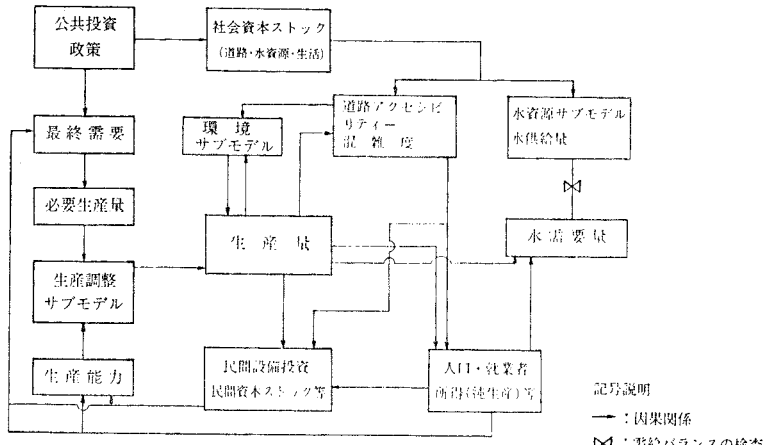 公共投資
政策
社会資本ストック
(道路·水資源·生活)
最終需要
環境
サブモデル
道路アクセシビ
リティー
混雑度
水資源サブモデル
水供給量
必要生産量
生産量
水需要量
生産調整
サブモデル
生産能力
民間設備投資
民間資本ストック等
人口·就業者
所得(純生産)等
記号説明
→:因果関係
⋈:需給バランスの検査